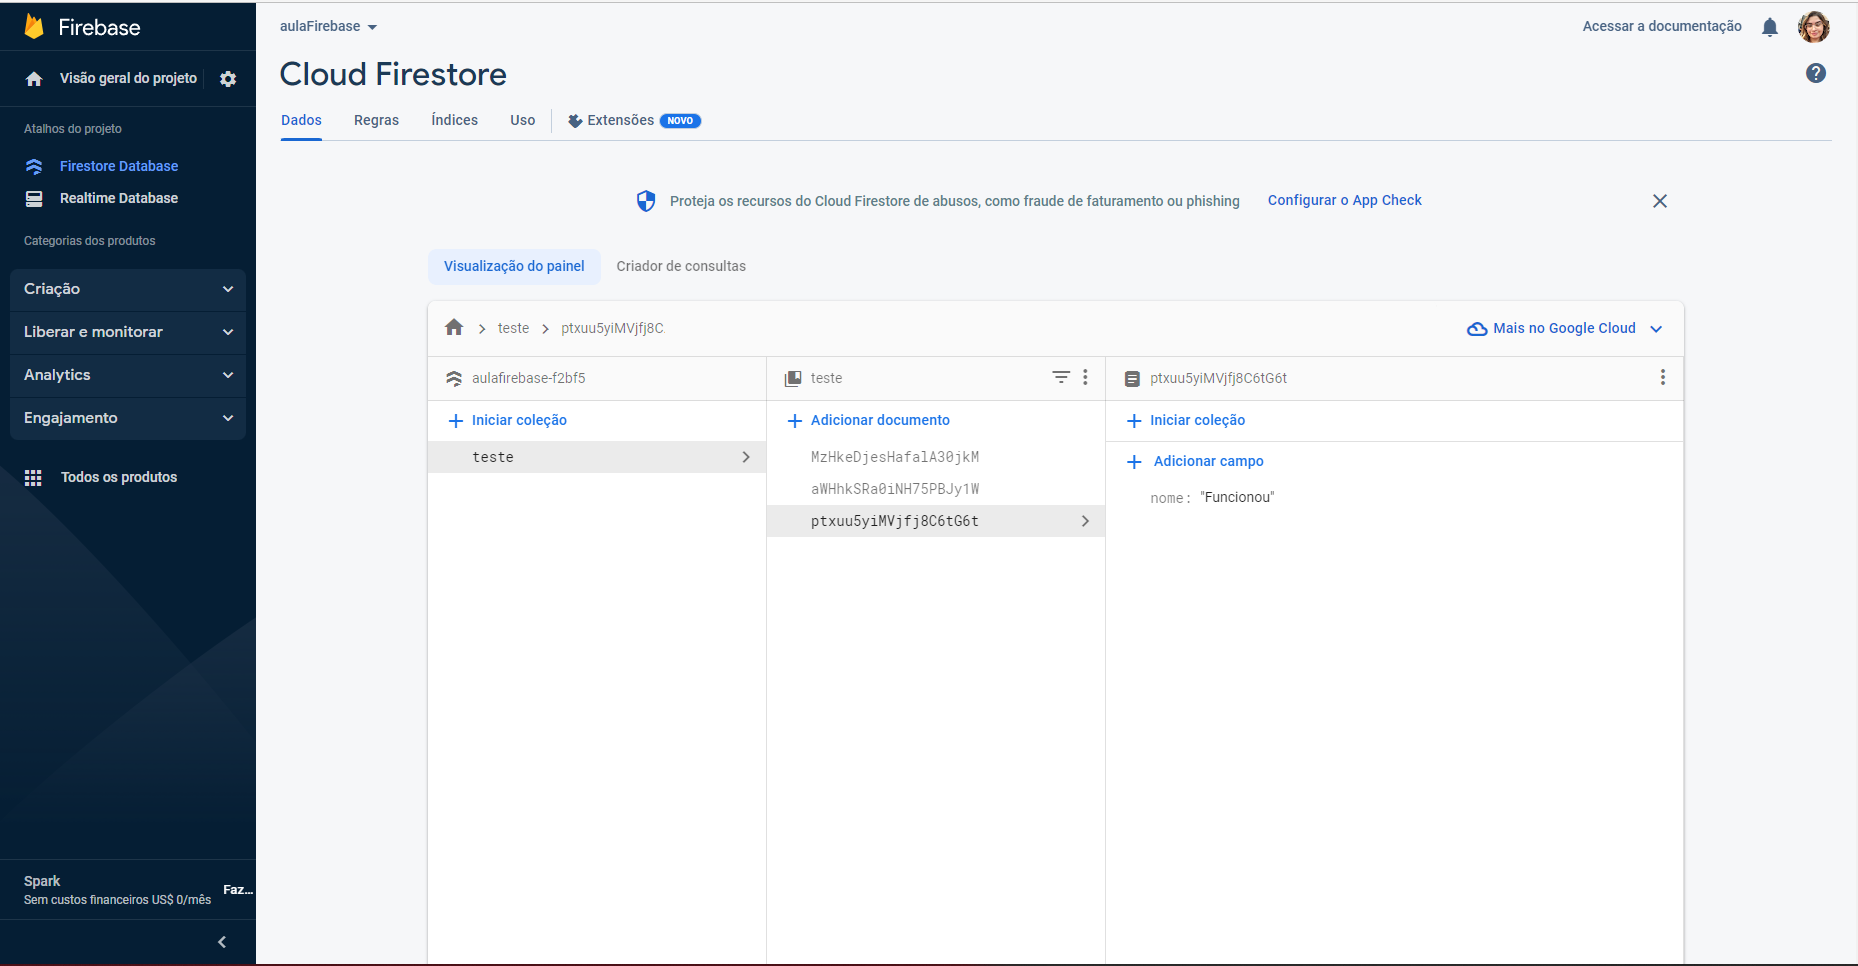 Firebase
Visão geral do projeto
Atalhos do projeto
Firestore Database
Realtime Database
Categorias dos produtos
Criação
Liberar e monitorar
Analytics
Engajamento
Todos os produtos
Spark
Sem custos financeiros US$ 0/mês
Faz...
aulaFirebase
Acessar a documentação
Cloud Firestore
Dados Regras Índices Uso Extensões NOVO
Proteja os recursos do Cloud Firestore de abusos, como fraude de faturamento ou phishing Configurar o App Check
Visualização do painel Criador de consultas
teste ptxuu5yiMVjfj8C.
Mais no Google Cloud
aulafirebase-f2bf5
Iniciar coleção
teste
teste
Adicionar documento
MzHkeDjesHafalA30jkM
aWHhkSRa0iNH75PBJy1W
ptxuu5yiMVjfj8C6tG6t
ptxuu5yiMVjfj8C6tG6t
Iniciar coleção
Adicionar campo
nome: "Funcionou"